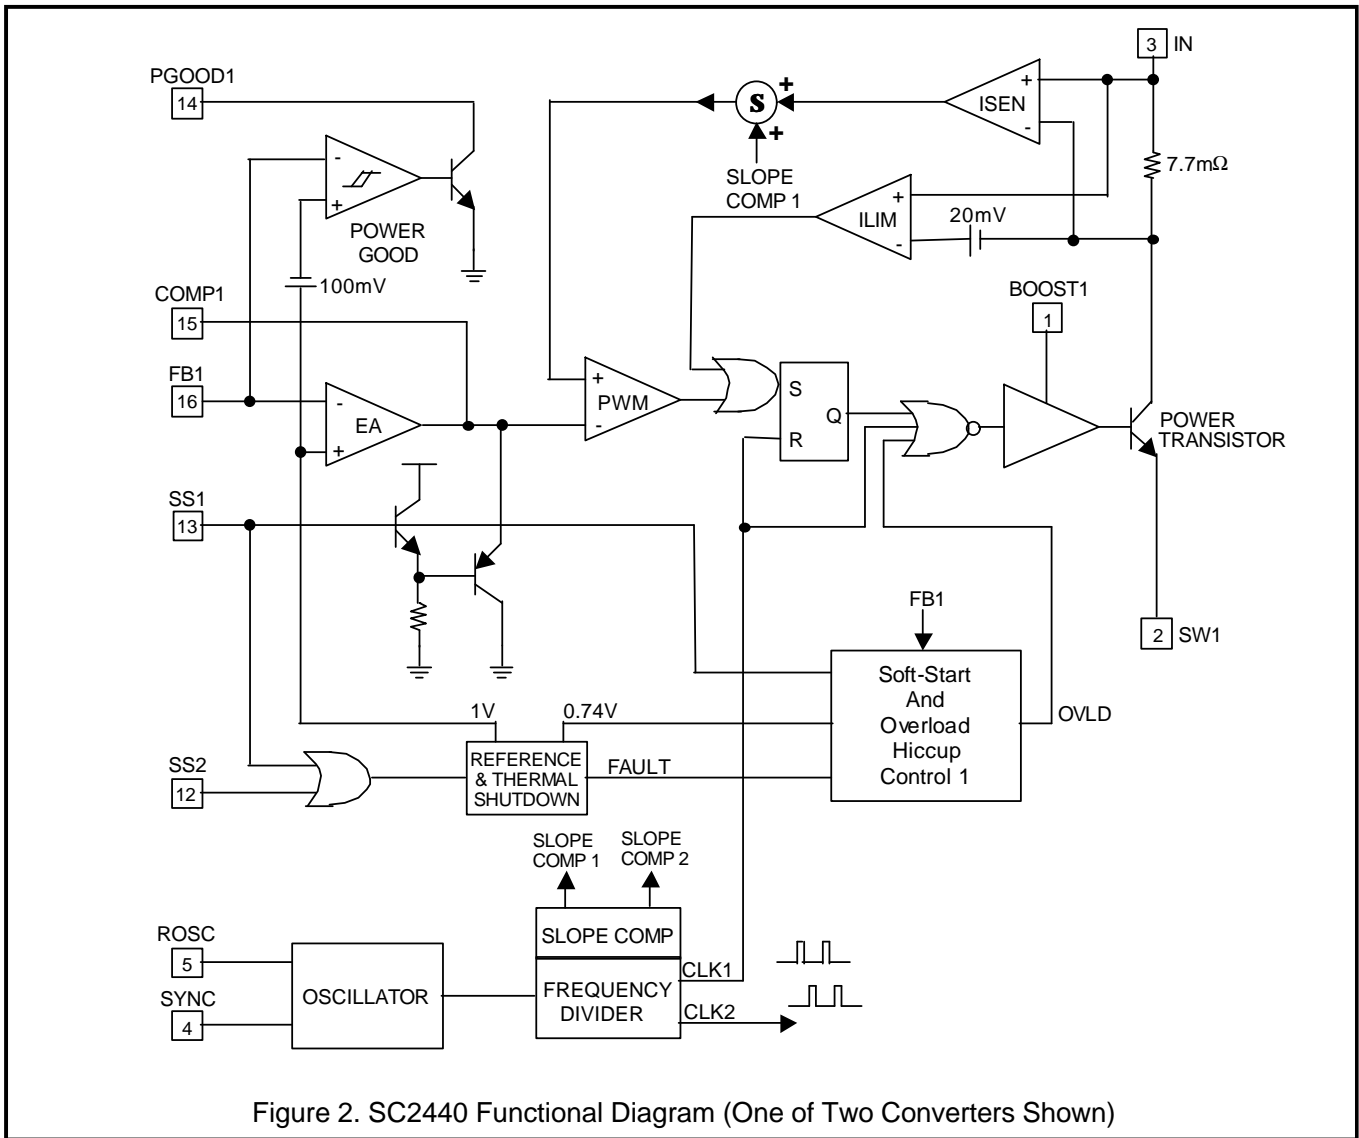 3 IN
PGOOD1
14
+
S
+
+
ISEN
-
7.7mΩ
SLOPE
COMP 1
-
+
POWER
GOOD
+
ILIM
-
20mV
100mV
COMP1
15
BOOST1
1
FB1
16
-
EA
+
+
PWM
-
S
Q
R
POWER
TRANSISTOR
SS1
13
FB1
2 SW1
Soft-Start
And
Overload
Hiccup
Control 1
OVLD
1V
0.74V
SS2
12
REFERENCE
& THERMAL
SHUTDOWN
FAULT
SLOPE
COMP 1
SLOPE
COMP 2
ROSC
5
SYNC
4
OSCILLATOR
SLOPE COMP
FREQUENCY
DIVIDER
CLK1
CLK2
Figure 2. SC2440 Functional Diagram (One of Two Converters Shown)